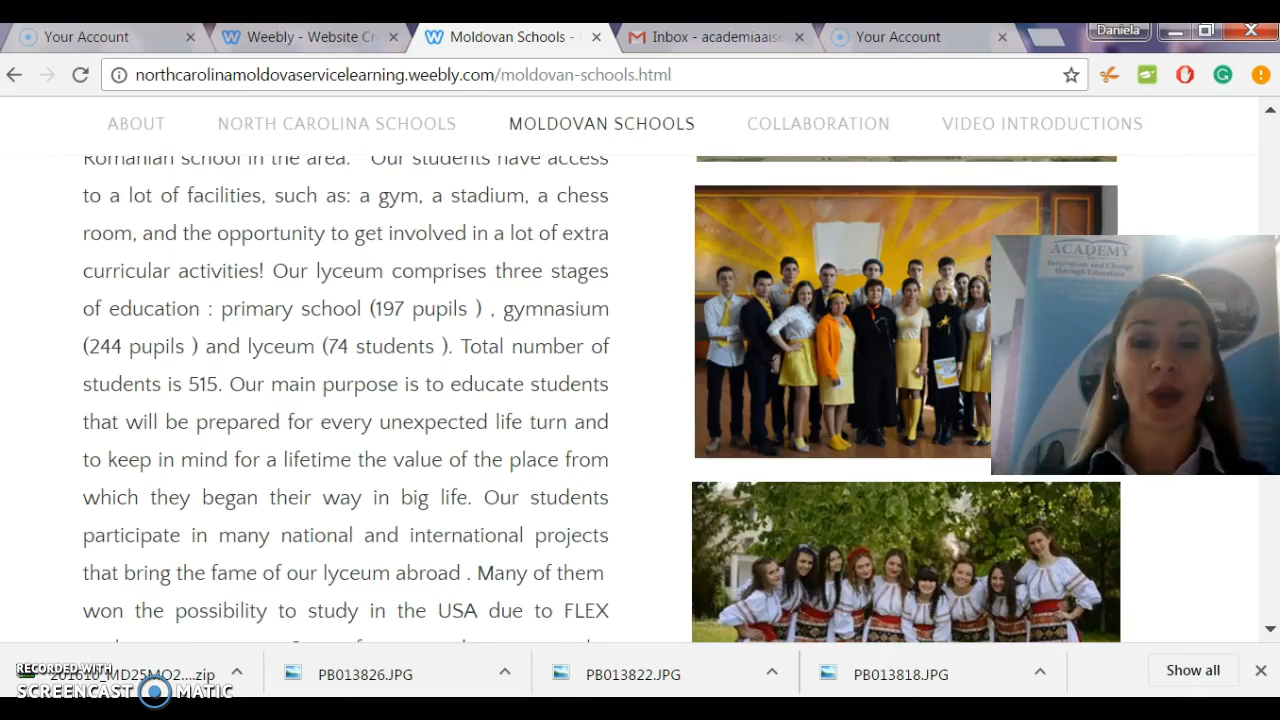 Your Account
Weebly - Website Cr
Moldovan Schools -
Inbox - academiaaise
Your Account
Daniela
northcarolinamoldovaservicelearning.weebly.com/moldovan-schools.html
ABOUT
NORTH CAROLINA SCHOOLS
MOLDOVAN SCHOOLS
COLLABORATION
VIDEO INTRODUCTIONS
Romanian school in the area. Our students have access
to a lot of facilities, such as: a gym, a stadium, a chess
room, and the opportunity to get involved in a lot of extra
curricular activities! Our lyceum comprises three stages
of education : primary school (197 pupils ) , gymnasium
(244 pupils ) and lyceum (74 students ). Total number of
students is 515. Our main purpose is to educate students
that will be prepared for every unexpected life turn and
to keep in mind for a lifetime the value of the place from
which they began their way in big life. Our students
participate in many national and international projects
that bring the fame of our lyceum abroad . Many of them
won the possibility to study in the USA due to FLEX
ACADEMY
for Innovation and Change
through Education
201610_MD25MO2....zip
PB013826.JPG
PB013822.JPG
PB013818.JPG
Show all
RECORDED WITH
SCREENCAST MATIC